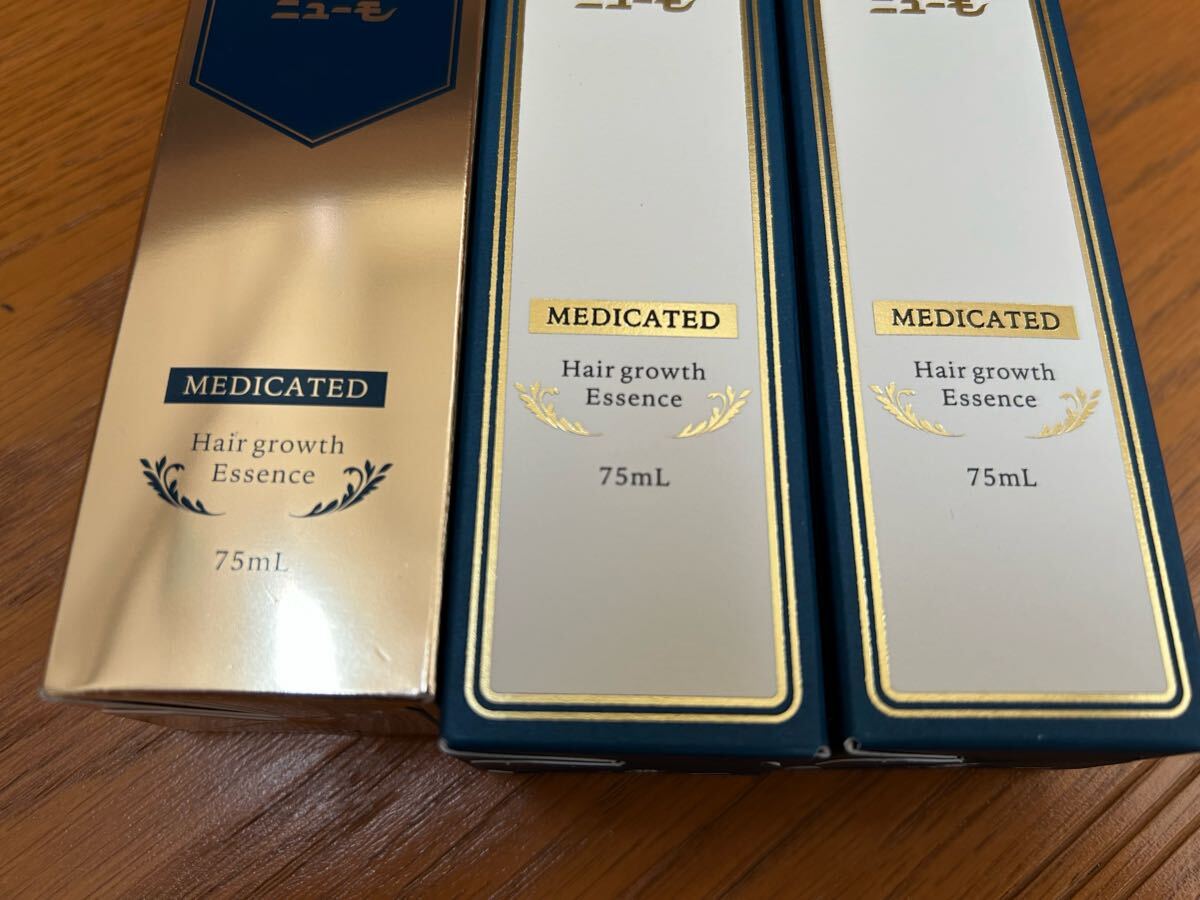 ニューモ
MEDICATED
Hair growth
Essence
75mL
ニューモ
MEDICATED
Hair growth
Essence
75mL
ニューモ
MEDICATED
Hair growth
Essence
75mL